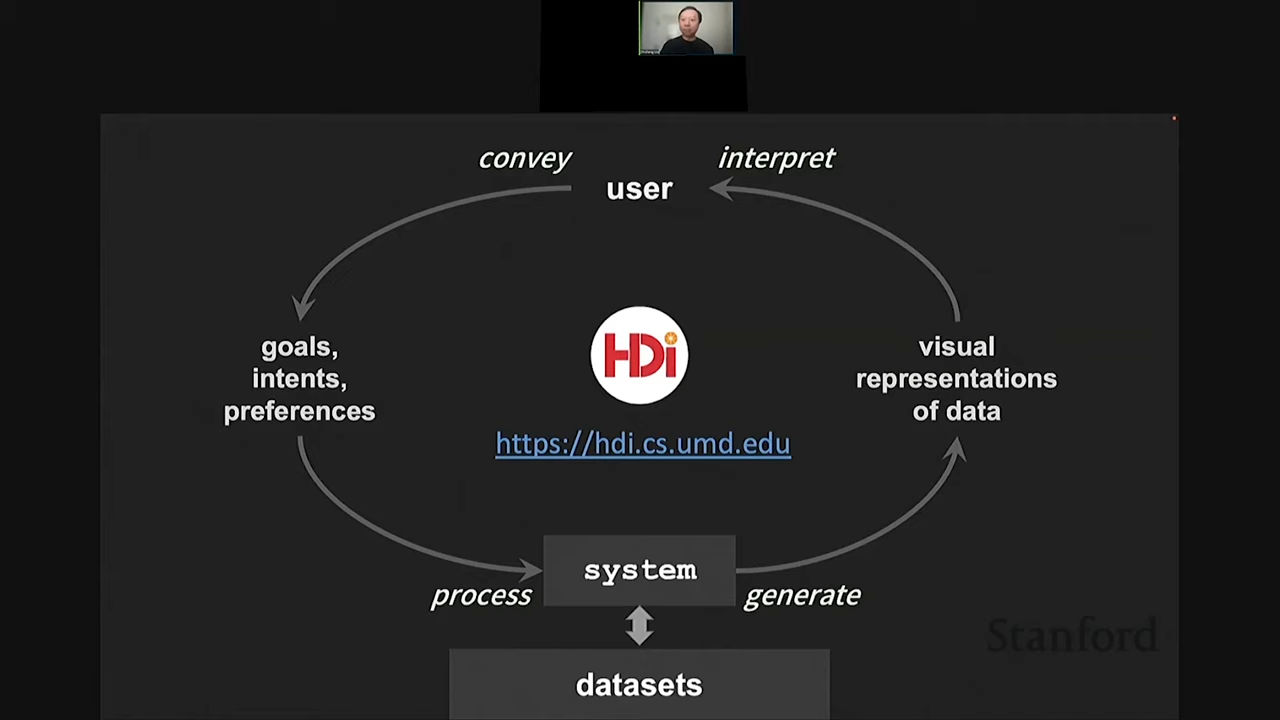 convey
interpret
user
goals,
intents,
preferences
HDi
visual
representations
of data
https://hdi.cs.umd.edu
system
process
generate
Stanford
datasets